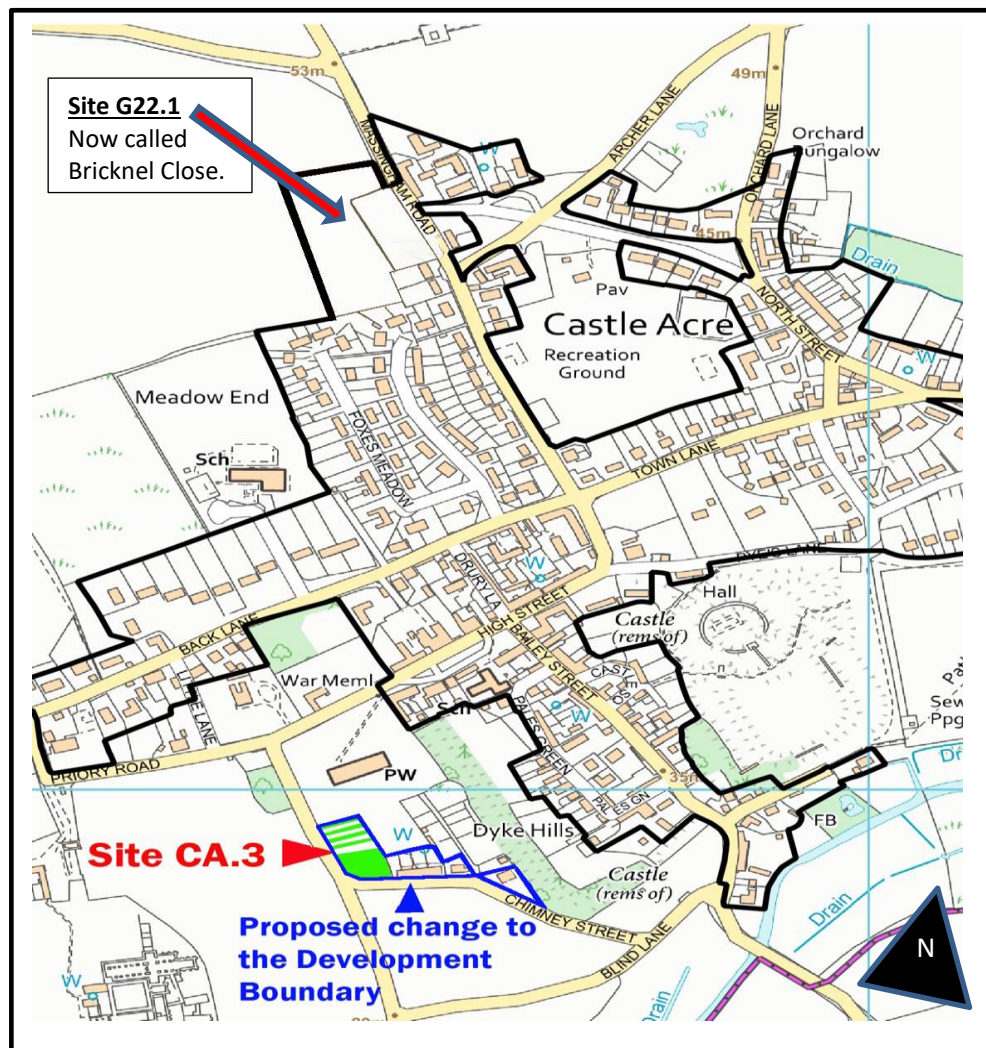 Site G22.1
Now called
Bricknel Close.
53m
49m
MASSINGHAM ROAD
W
ARCHER LANE
ORCHARD LANE
Orchard
Bungalow
45m
Drain
Pav
NORTH STREET
Castle Acre
Recreation
Ground
W
Meadow End
Sch
FOXES MEADOW
TOWN LANE
DRURY LA
W
HIGH STREET
Hall
Castle
(rems of)
BACK LANE
BAILEY STREET
War Meml
LITTLE LANE
Sch
PALES GREEN
W
PRIORY ROAD
PW
35m
PALES GN
FB
Dyke Hills
W
Site CA.3
Castle
(rems of)
CHIMNEY STREET
Drain
Proposed change to
the Development
Boundary
BLIND LANE
W
Drain
N